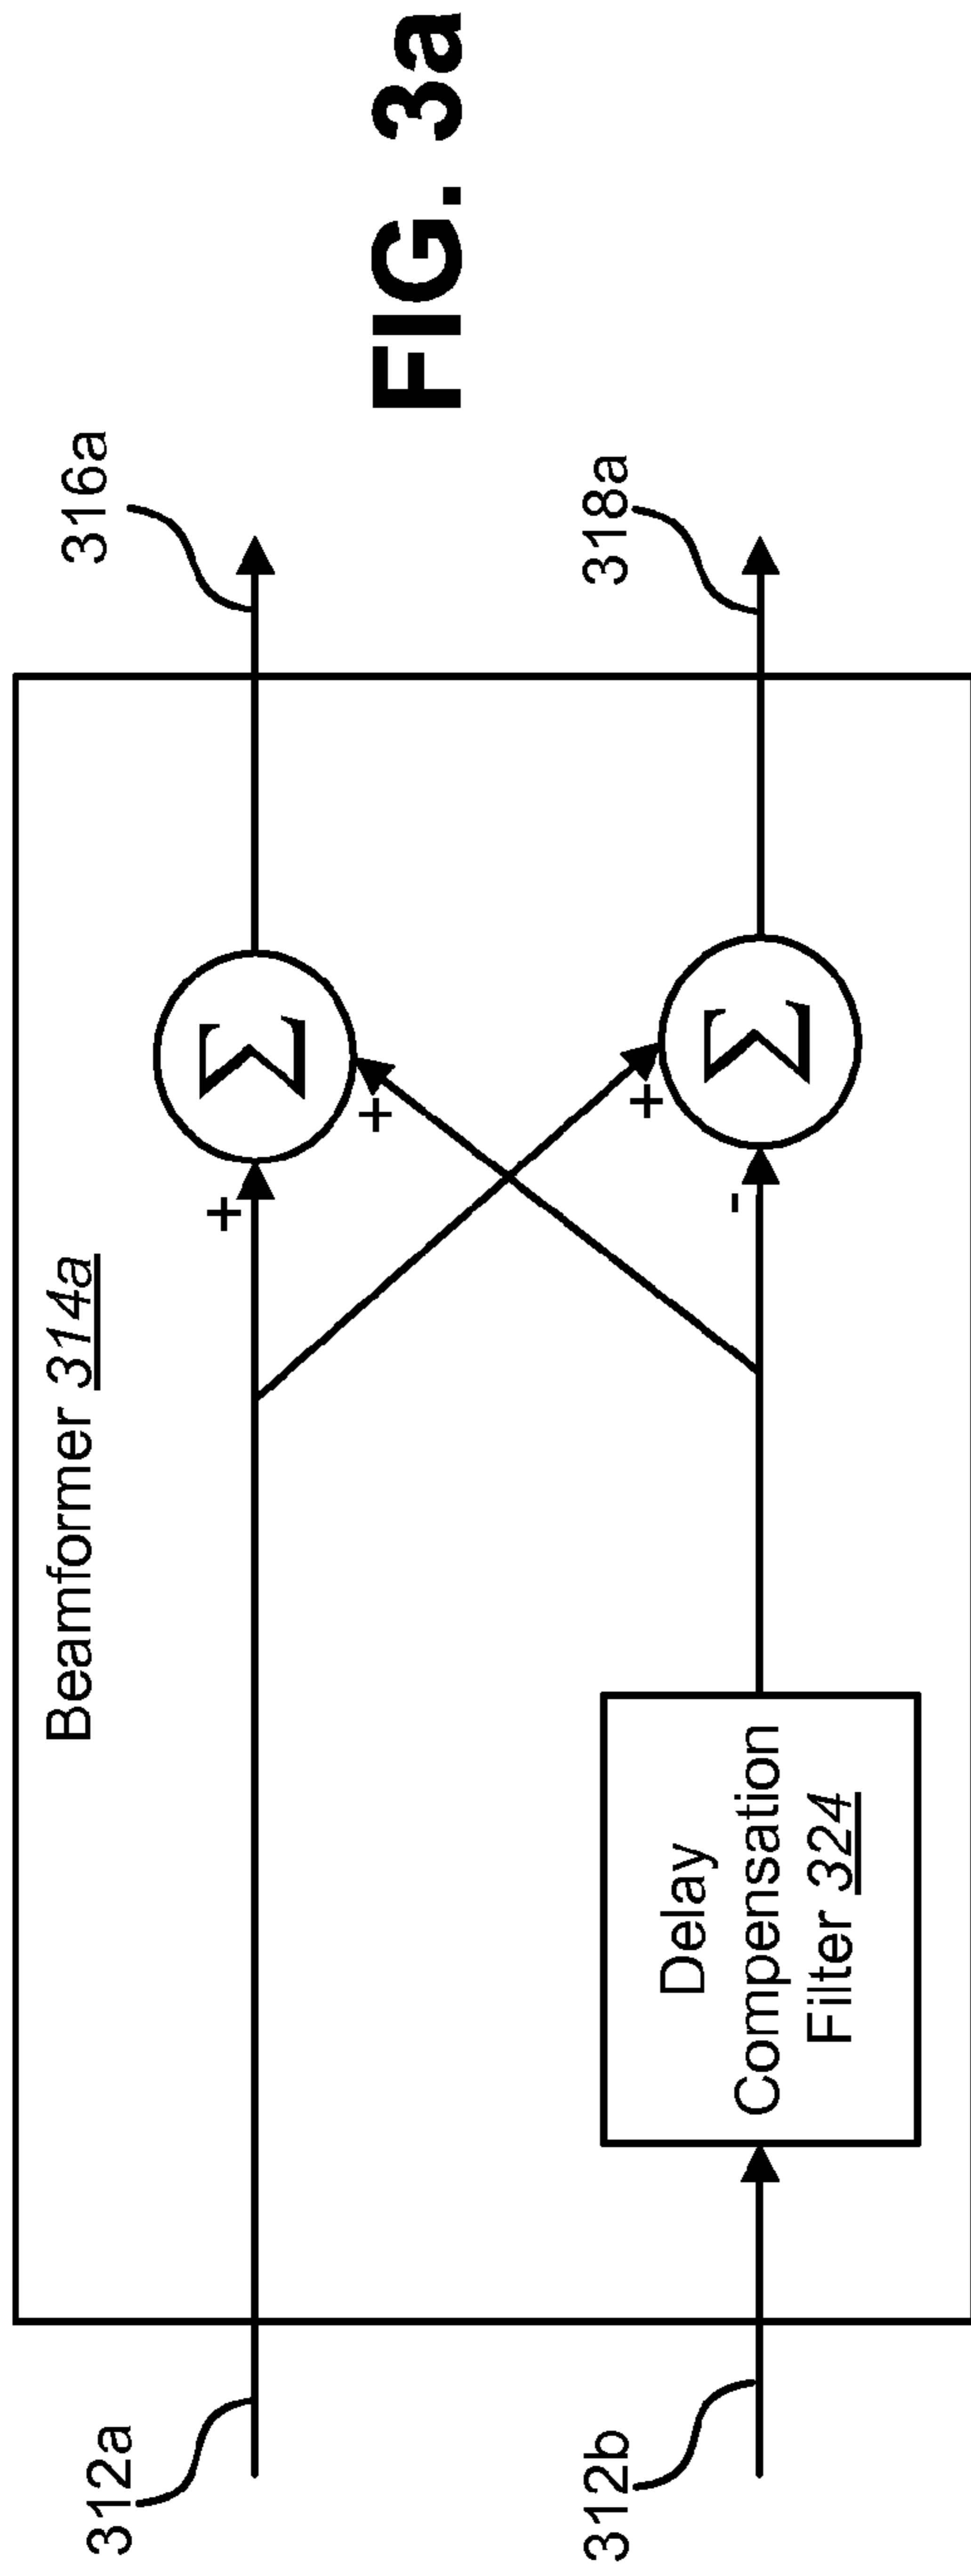 Beamformer 314a
312a
+
Σ
316a
+
+
312b
Delay
Compensation
Filter 324
-
Σ
318a
FIG. 3a